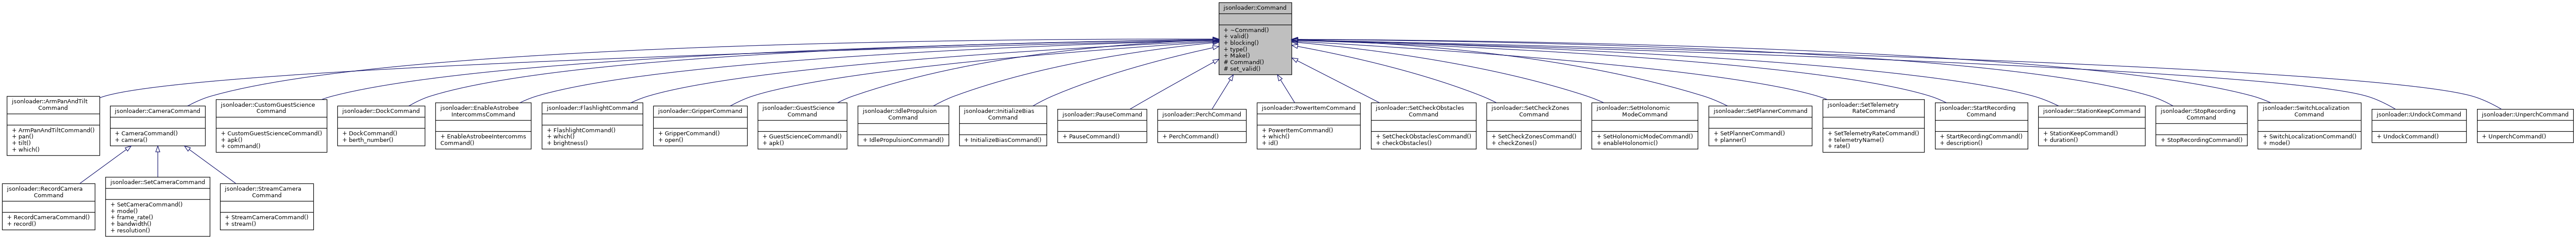 jsonloader::Command
+ ~Command()
+ valid()
+ blocking()
+ type()
+ Make()
# Command()
# set_valid()
jsonloader::ArmPanAndTilt
Command
+ ArmPanAndTiltCommand()
+ pan()
+ tilt()
+ which()
jsonloader::CameraCommand
+ CameraCommand()
+ camera()
jsonloader::CustomGuestScience
Command
+ CustomGuestScienceCommand()
+ apk()
+ command()
jsonloader::DockCommand
+ DockCommand()
+ berth_number()
jsonloader::EnableAstrobee
IntercommsCommand
+ EnableAstrobeeIntercomms
Command()
jsonloader::FlashlightCommand
+ FlashlightCommand()
+ which()
+ brightness()
jsonloader::GripperCommand
+ GripperCommand()
+ open()
jsonloader::GuestScience
Command
+ GuestScienceCommand()
+ apk()
jsonloader::IdlePropulsion
Command
+ IdlePropulsionCommand()
jsonloader::InitializeBias
Command
+ InitializeBiasCommand()
jsonloader::PauseCommand
+ PauseCommand()
jsonloader::PerchCommand
+ PerchCommand()
jsonloader::PowerItemCommand
+ PowerItemCommand()
+ which()
+ id()
jsonloader::SetCheckObstacles
Command
+ SetCheckObstaclesCommand()
+ checkObstacles()
jsonloader::SetCheckZones
Command
+ SetCheckZonesCommand()
+ checkZones()
jsonloader::SetHolonomic
ModeCommand
+ SetHolonomicModeCommand()
+ enableHolonomic()
jsonloader::SetPlannerCommand
+ SetPlannerCommand()
+ planner()
jsonloader::SetTelemetry
RateCommand
+ SetTelemetryRateCommand()
+ telemetryName()
+ rate()
jsonloader::StartRecording
Command
+ StartRecordingCommand()
+ description()
jsonloader::StationKeepCommand
+ StationKeepCommand()
+ duration()
jsonloader::StopRecording
Command
+ StopRecordingCommand()
jsonloader::SwitchLocalization
Command
+ SwitchLocalizationCommand()
+ mode()
jsonloader::UndockCommand
+ UndockCommand()
jsonloader::UnperchCommand
+ UnperchCommand()
jsonloader::RecordCamera
Command
+ RecordCameraCommand()
+ record()
jsonloader::SetCameraCommand
+ SetCameraCommand()
+ mode()
+ frame_rate()
+ bandwidth()
+ resolution()
jsonloader::StreamCamera
Command
+ StreamCameraCommand()
+ stream()